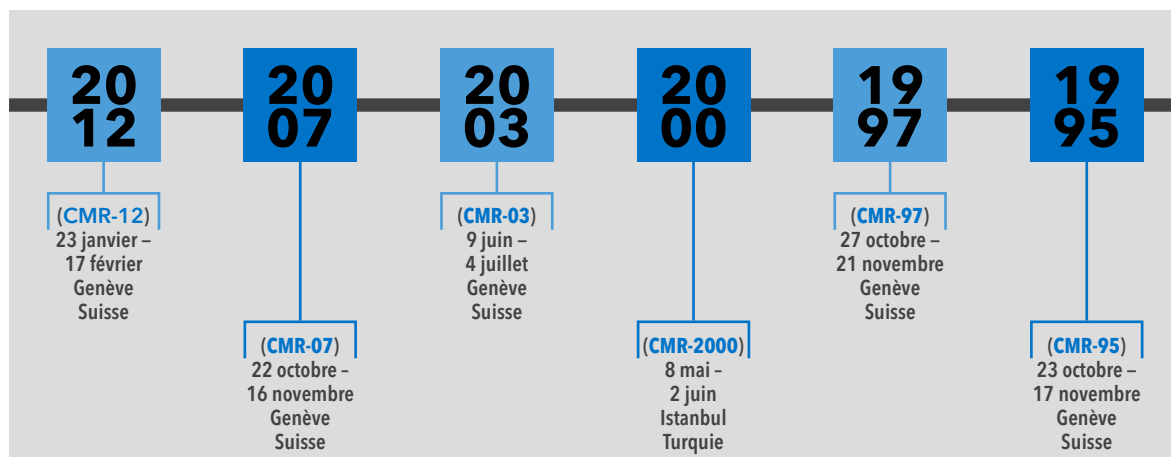 20
12
(CMR-12)
23 janvier –
17 février
Genève
Suisse
20
07
(CMR-07)
22 octobre –
16 novembre
Genève
Suisse
20
03
(CMR-03)
9 juin –
4 juillet
Genève
Suisse
20
00
(CMR-2000)
8 mai –
2 juin
Istanbul
Turquie
19
97
(CMR-97)
27 octobre –
21 novembre
Genève
Suisse
19
95
(CMR-95)
23 octobre –
17 novembre
Genève
Suisse